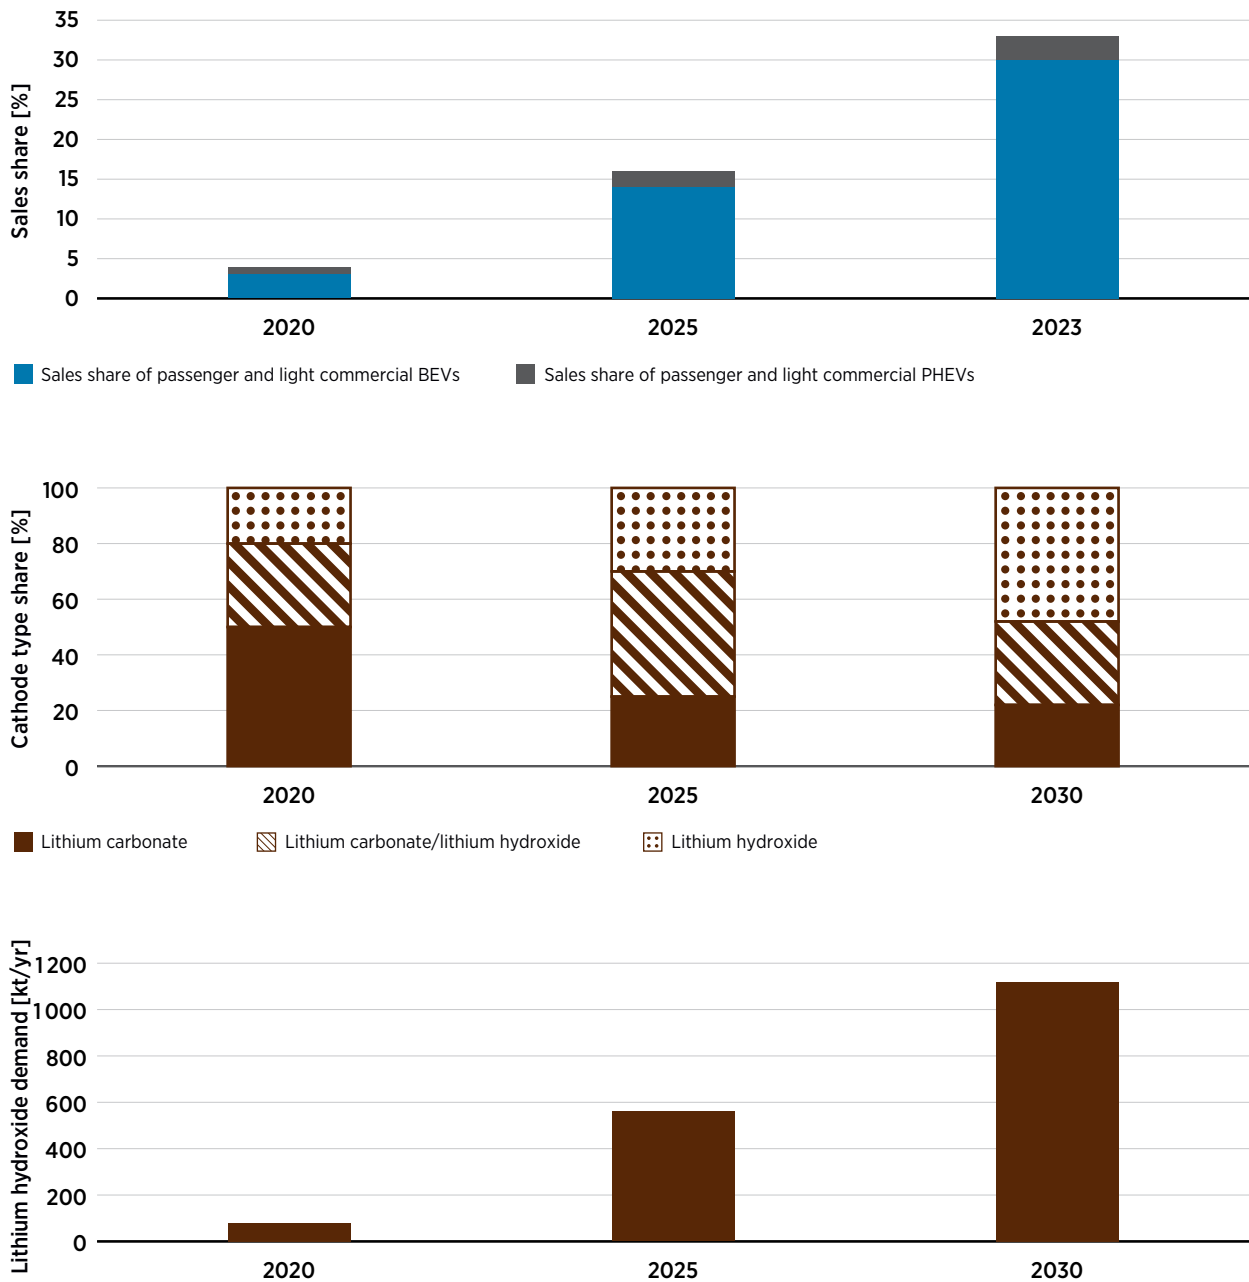 Sales share [%]
35
30
25
20
15
10
5
0
2020 2025 2023
Sales share of passenger and light commercial BEVs Sales share of passenger and light commercial PHEVs
Cathode type share [%]
100
80
60
40
20
0
2020 2025 2030
Lithium carbonate Lithium carbonate/lithium hydroxide Lithium hydroxide
Lithium hydroxide demand [kt/yr]
1200
1000
800
600
400
200
0
2020 2025 2030